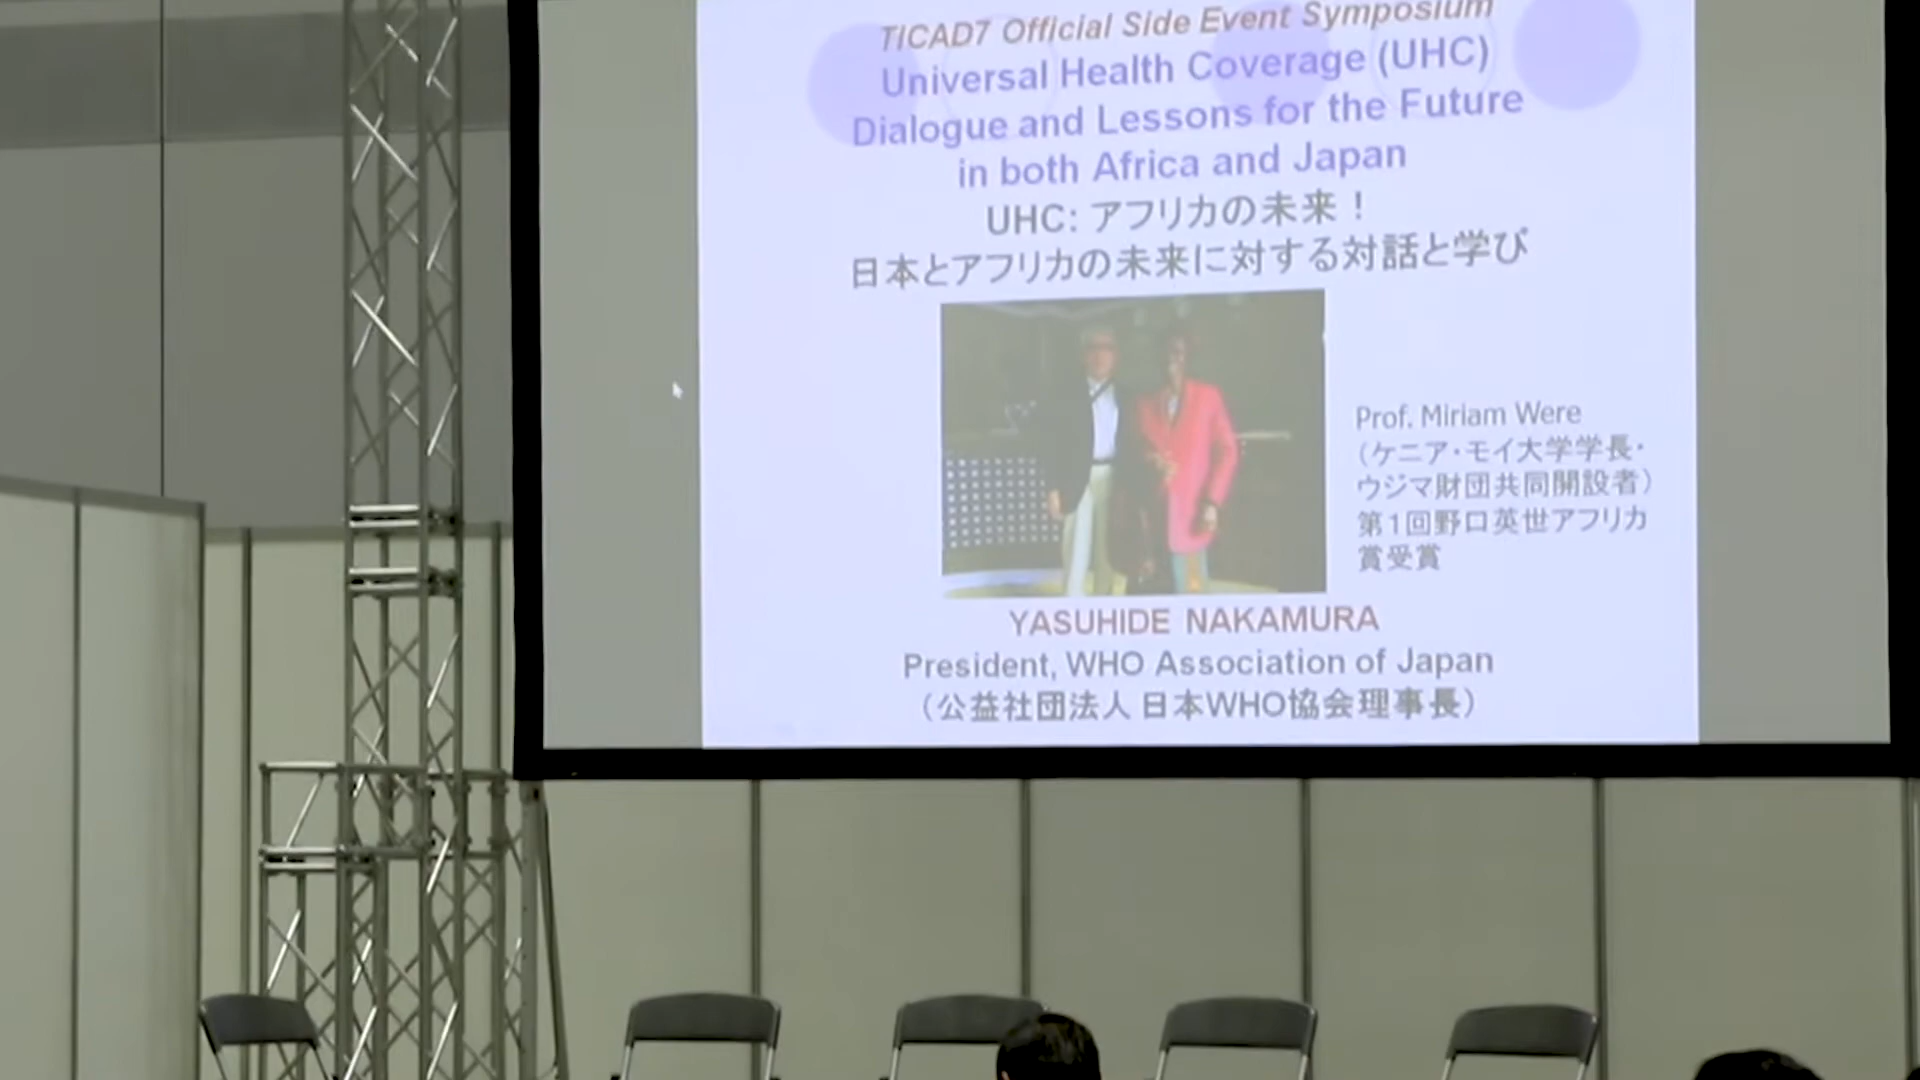 TICAD7 Official Side Event Symposium
Universal Health Coverage (UHC)
Dialogue and Lessons for the Future
in both Africa and Japan
UHC: アフリカの未来！
日本とアフリカの未来に対する対話と学び
Prof. Miriam Were
（ケニア・モイ大学学長・
ウジマ財団共同開設者）
第1回野口英世アフリカ
賞受賞
YASUHIDE NAKAMURA
President, WHO Association of Japan
（公益社団法人 日本WHO協会理事長）